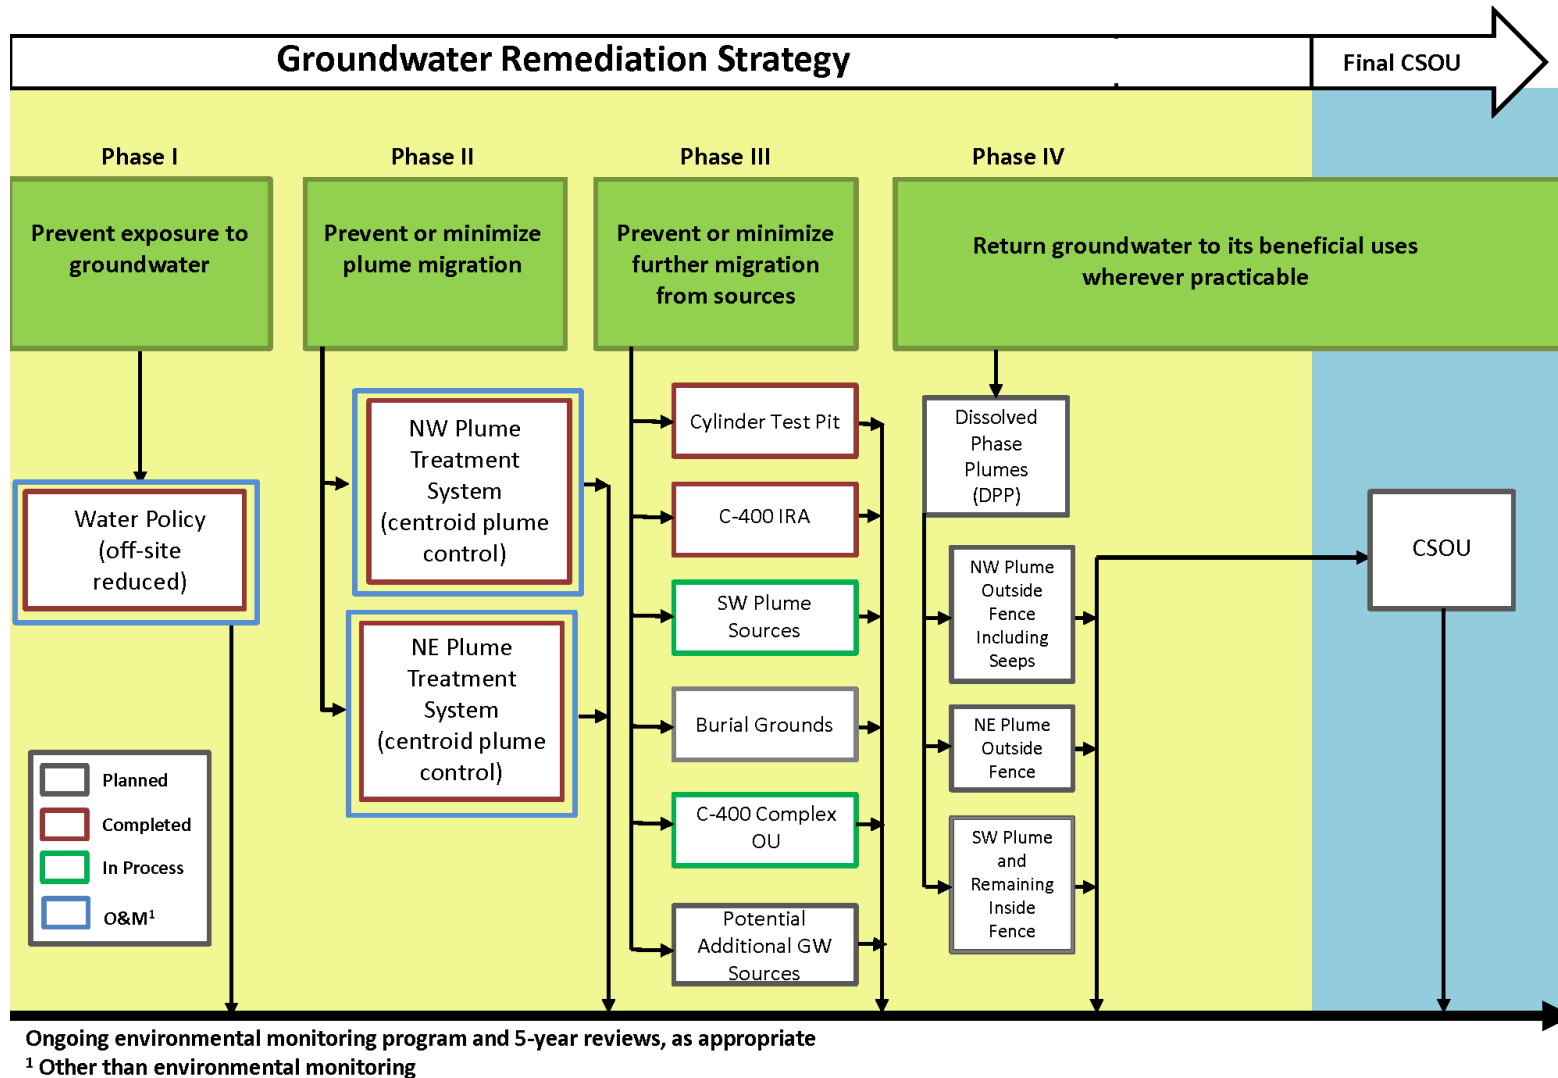 Groundwater Remediation Strategy
Final CSOU
Phase I
Phase II
Phase III
Phase IV
Prevent exposure to
groundwater
Prevent or minimize
plume migration
Prevent or minimize
further migration
from sources
Return groundwater to its beneficial uses
wherever practicable
Water Policy
(off-site
reduced)
NW Plume
Treatment
System
(centroid plume
control)
NE Plume
Treatment
System
(centroid plume
control)
Cylinder Test Pit
C-400 IRA
SW Plume
Sources
Burial Grounds
C-400 Complex
OU
Potential
Additional GW
Sources
Dissolved
Phase
Plumes
(DPP)
NW Plume
Outside
Fence
Including
Seeps
NE Plume
Outside
Fence
SW Plume
and
Remaining
Inside
Fence
CSOU
Planned
Completed
In Process
O&M¹
Ongoing environmental monitoring program and 5-year reviews, as appropriate
¹ Other than environmental monitoring